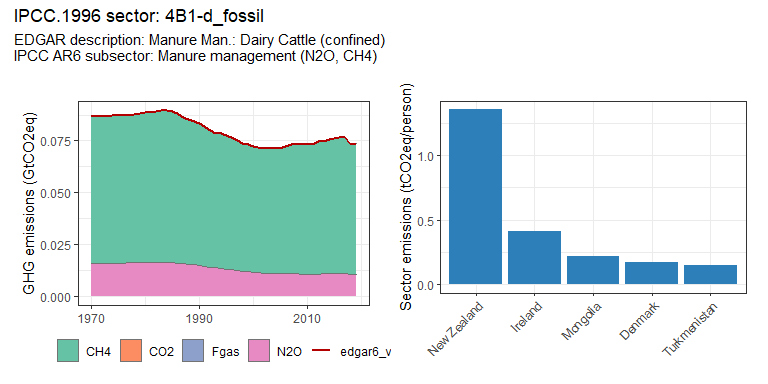 IPCC.1996 sector: 4B1-d_fossil
EDGAR description: Manure Man.: Dairy Cattle (confined)
IPCC AR6 subsector: Manure management (N2O, CH4)
GHG emissions (GtCO2eq)
0.075
0.050
0.025
0.000
1970
1990
2010
CH4
CO2
Fgas
N2O
edgar6_v
Sector emissions (tCO2eq/person)
1.0
0.5
0.0
New Zealand
Ireland
Mongolia
Denmark
Turkmenistan